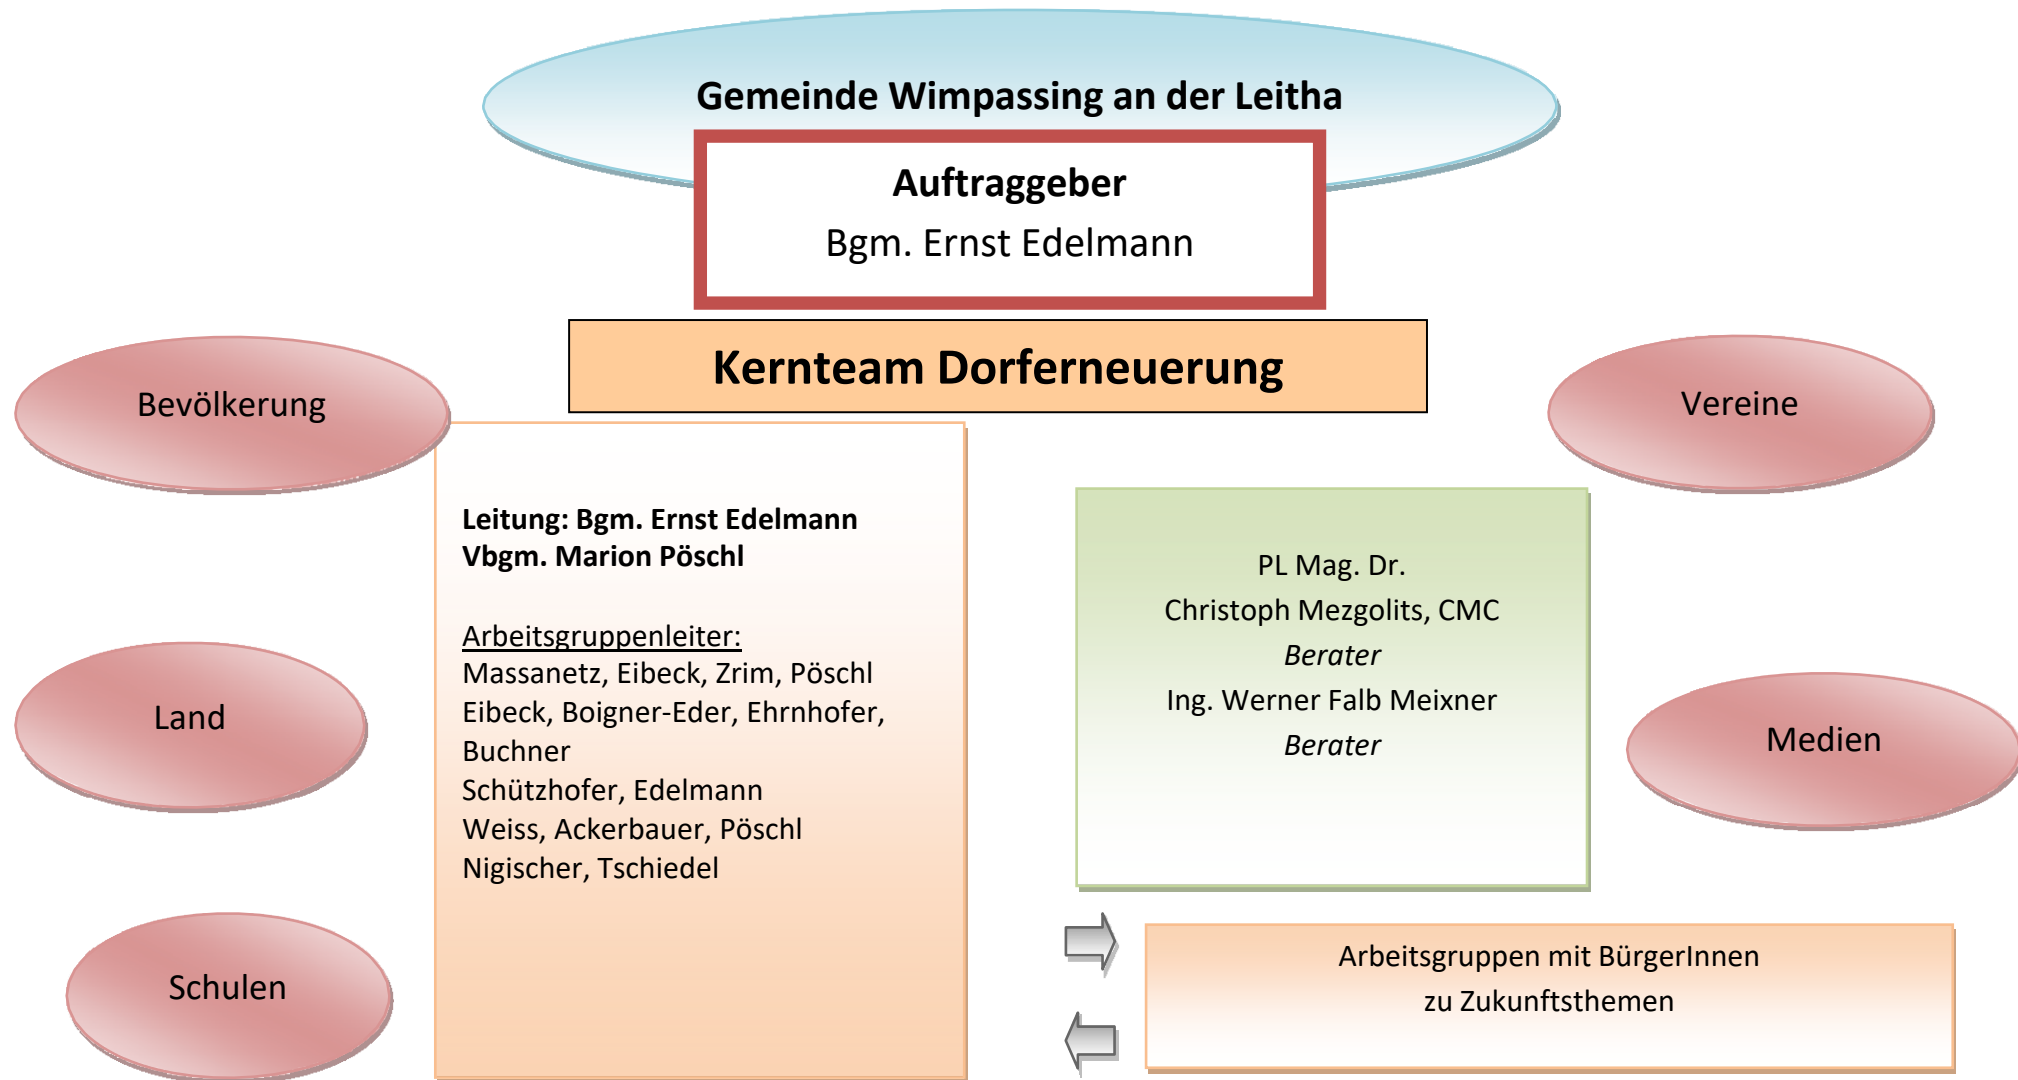 Gemeinde Wimpassing an der Leitha
Auftraggeber
Bgm. Ernst Edelmann
Kernteam Dorferneuerung
Bevölkerung
Vereine
Leitung: Bgm. Ernst Edelmann
Vbgm. Marion Pöschl
Arbeitsgruppenleiter:
Massanetz, Eibeck, Zrim, Pöschl
Eibeck, Boigner-Eder, Ehrnhofer,
Buchner
Schützhofer, Edelmann
Weiss, Ackerbauer, Pöschl
Nigischer, Tschiedel
PL Mag. Dr.
Christoph Mezgolits, CMC
Berater
Ing. Werner Falb Meixner
Berater
Land
Medien
Schulen
Arbeitsgruppen mit BürgerInnen
zu Zukunftsthemen